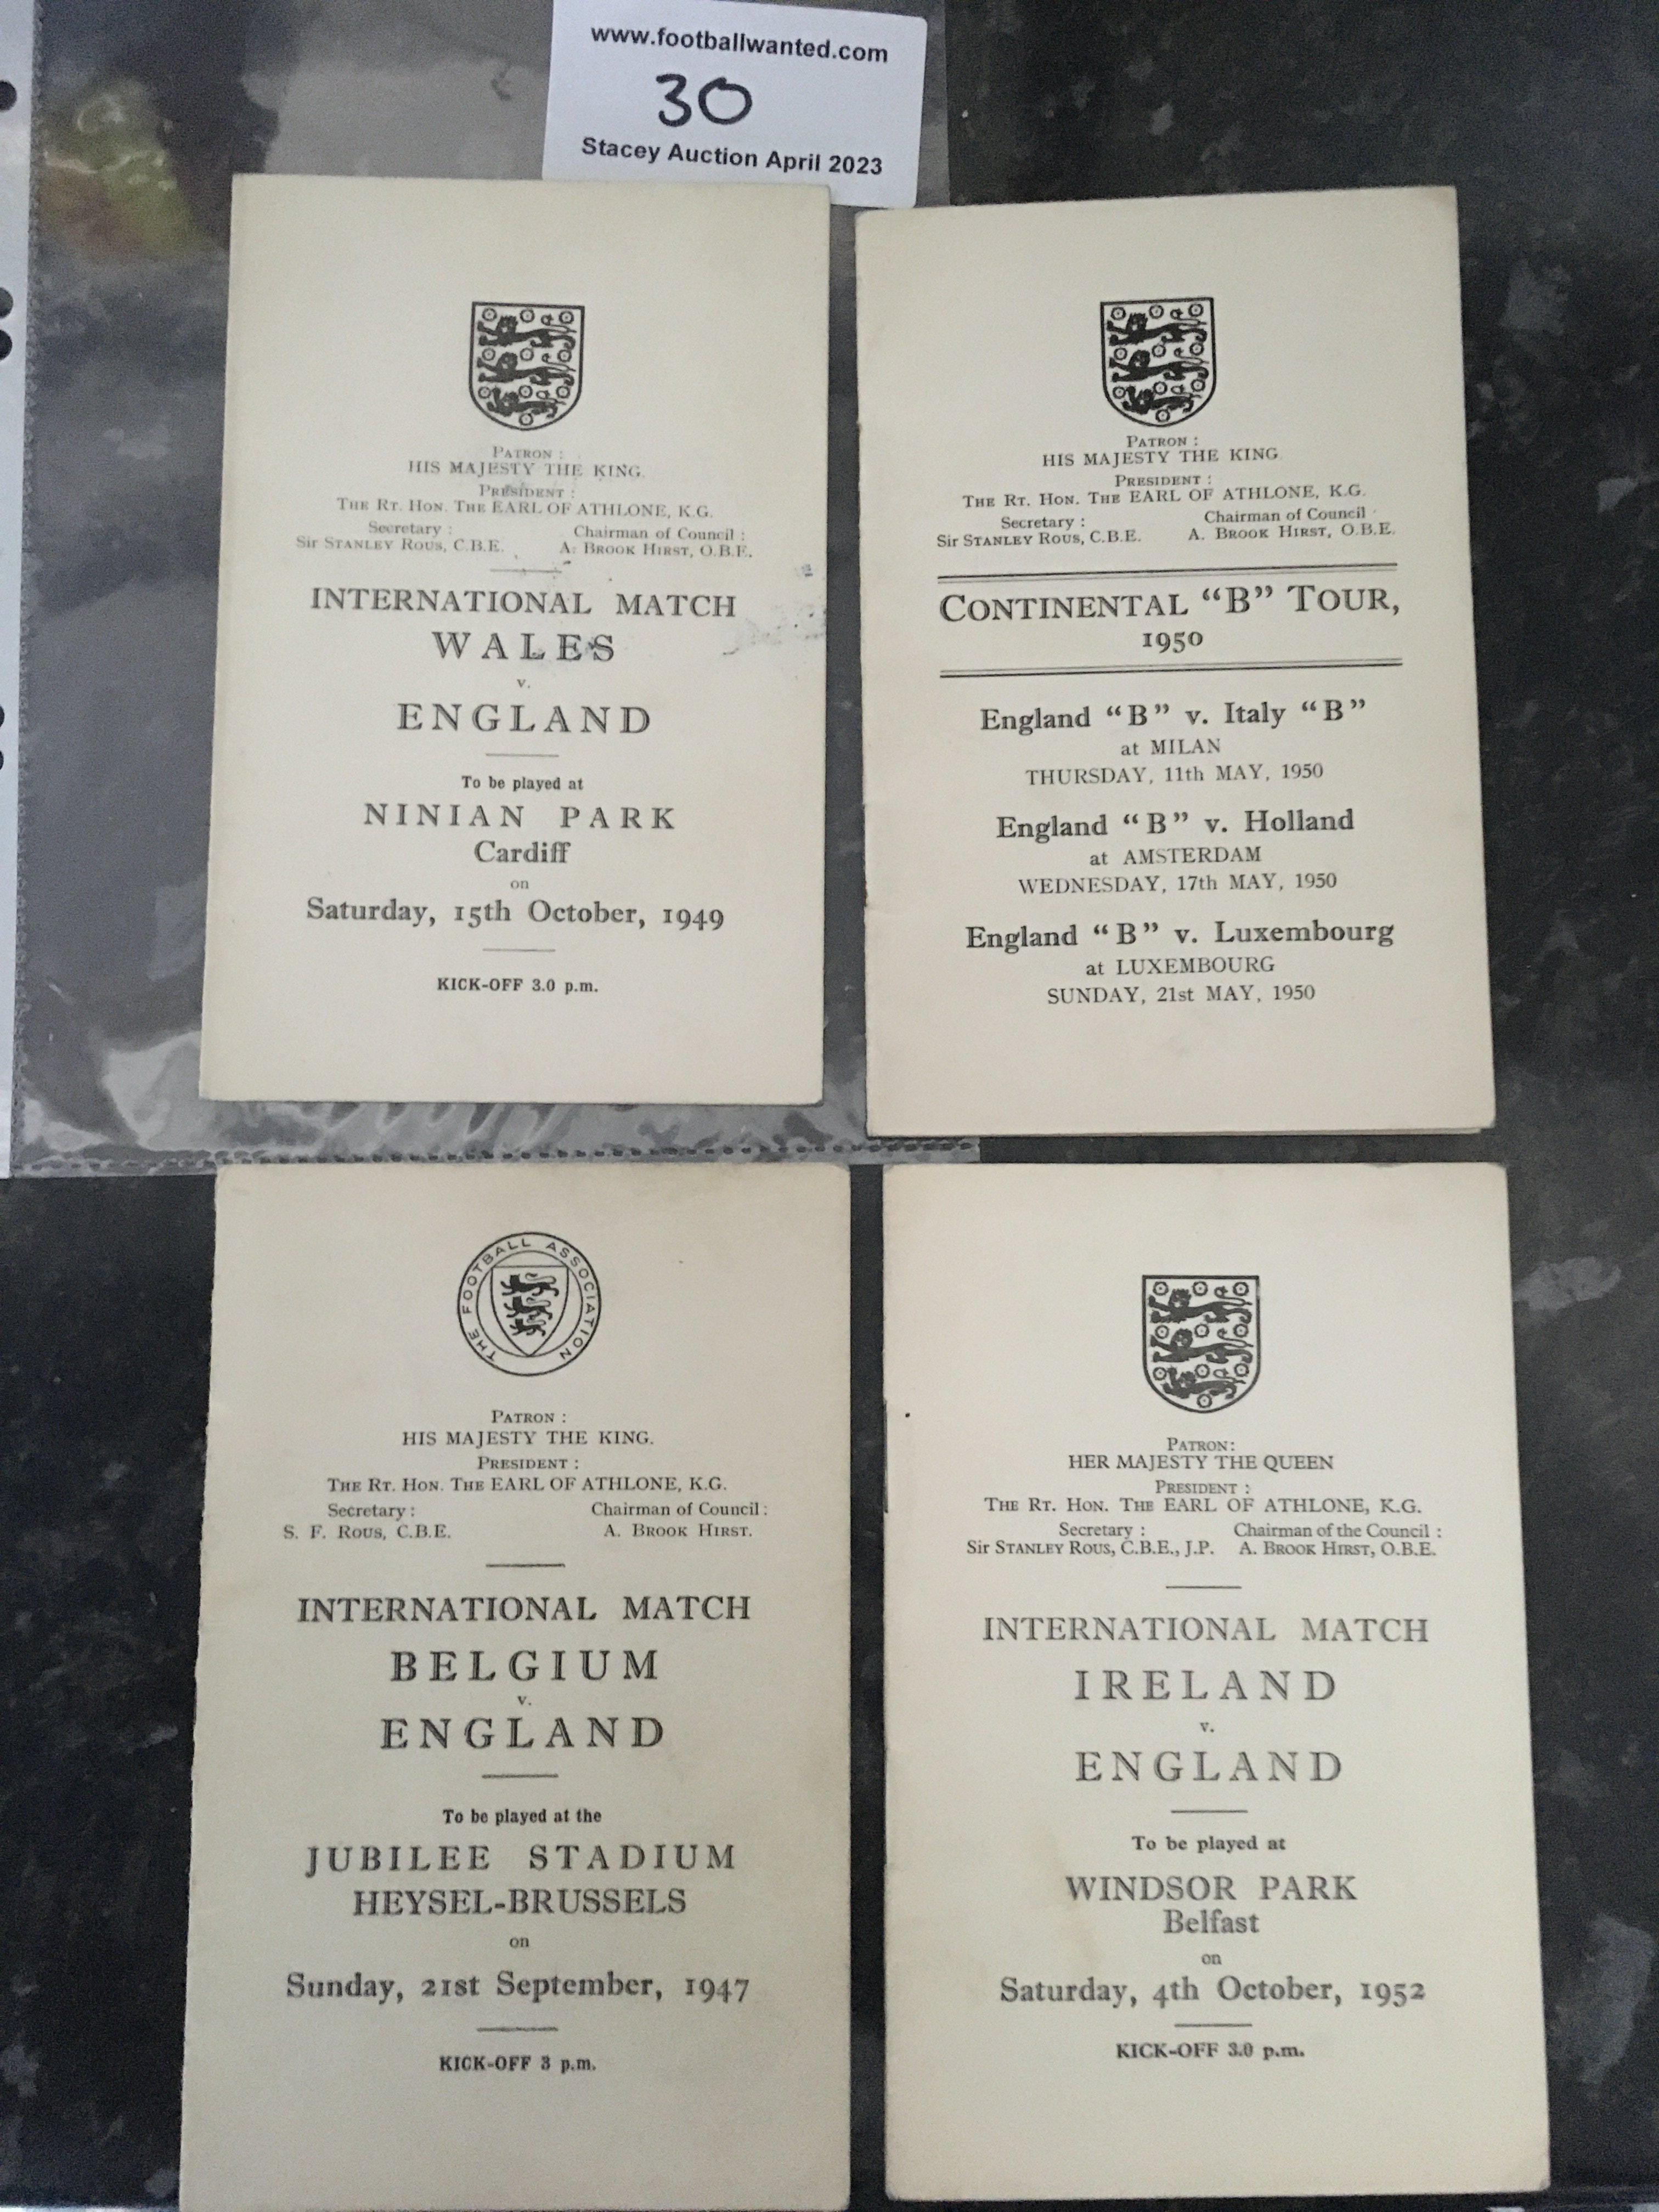 www.footballwanted.com
30
Stacey Auction April 2023
PATRON :
HIS MAJESTY THE KING.
PRESIDENT :
THE RT. HON. THE EARL OF ATHLONE, K.G.
Secretary :
Sir STANLEY ROUS, C.B.E.
Chairman of Council :
A. BROOK HIRST, O.B.E.
INTERNATIONAL MATCH
WALES
v.
ENGLAND
To be played at
NINIAN PARK
Cardiff
on
Saturday, 15th October, 1949
KICK-OFF 3.0 p.m.
PATRON :
HIS MAJESTY THE KING
PRESIDENT :
THE RT. HON. THE EARL OF ATHLONE, K.G.
Secretary :
Sir STANLEY ROUS, C.B.E.
Chairman of Council
A. BROOK HIRST, O.B.E.
CONTINENTAL "B" TOUR,
1950
England "B" v. Italy "B"
at MILAN
THURSDAY, 11th MAY, 1950
England "B" v. Holland
at AMSTERDAM
WEDNESDAY, 17th MAY, 1950
England "B" v. Luxembourg
at LUXEMBOURG
SUNDAY, 21st MAY, 1950
THE FOOTBALL ASSOCIATION
PATRON :
HIS MAJESTY THE KING.
PRESIDENT :
THE RT. HON. THE EARL OF ATHLONE, K.G.
Secretary :
S. F. ROUS, C.B.E.
Chairman of Council :
A. BROOK HIRST.
INTERNATIONAL MATCH
BELGIUM
v.
ENGLAND
To be played at the
JUBILEE STADIUM
HEYSEL-BRUSSELS
on
Sunday, 21st September, 1947
KICK-OFF 3 p.m.
PATRON:
HER MAJESTY THE QUEEN
PRESIDENT :
THE RT. HON. THE EARL OF ATHLONE, K.G.
Secretary :
Sir STANLEY ROUS, C.B.E., J.P.
Chairman of the Council :
A. BROOK HIRST, O.B.E.
INTERNATIONAL MATCH
IRELAND
v.
ENGLAND
To be played at
WINDSOR PARK
Belfast
on
Saturday, 4th October, 1952
KICK-OFF 3.0 p.m.